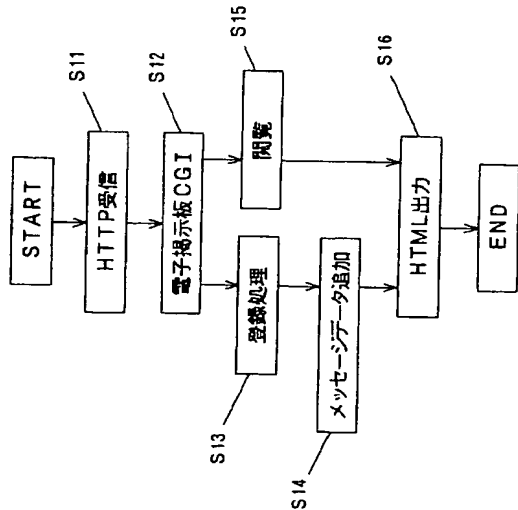 START
S11
HTTP受信
S12
電子掲示板CGI
S13
登録処理
S15
閲覧
S14
メッセージデータ追加
S16
HTML出力
END